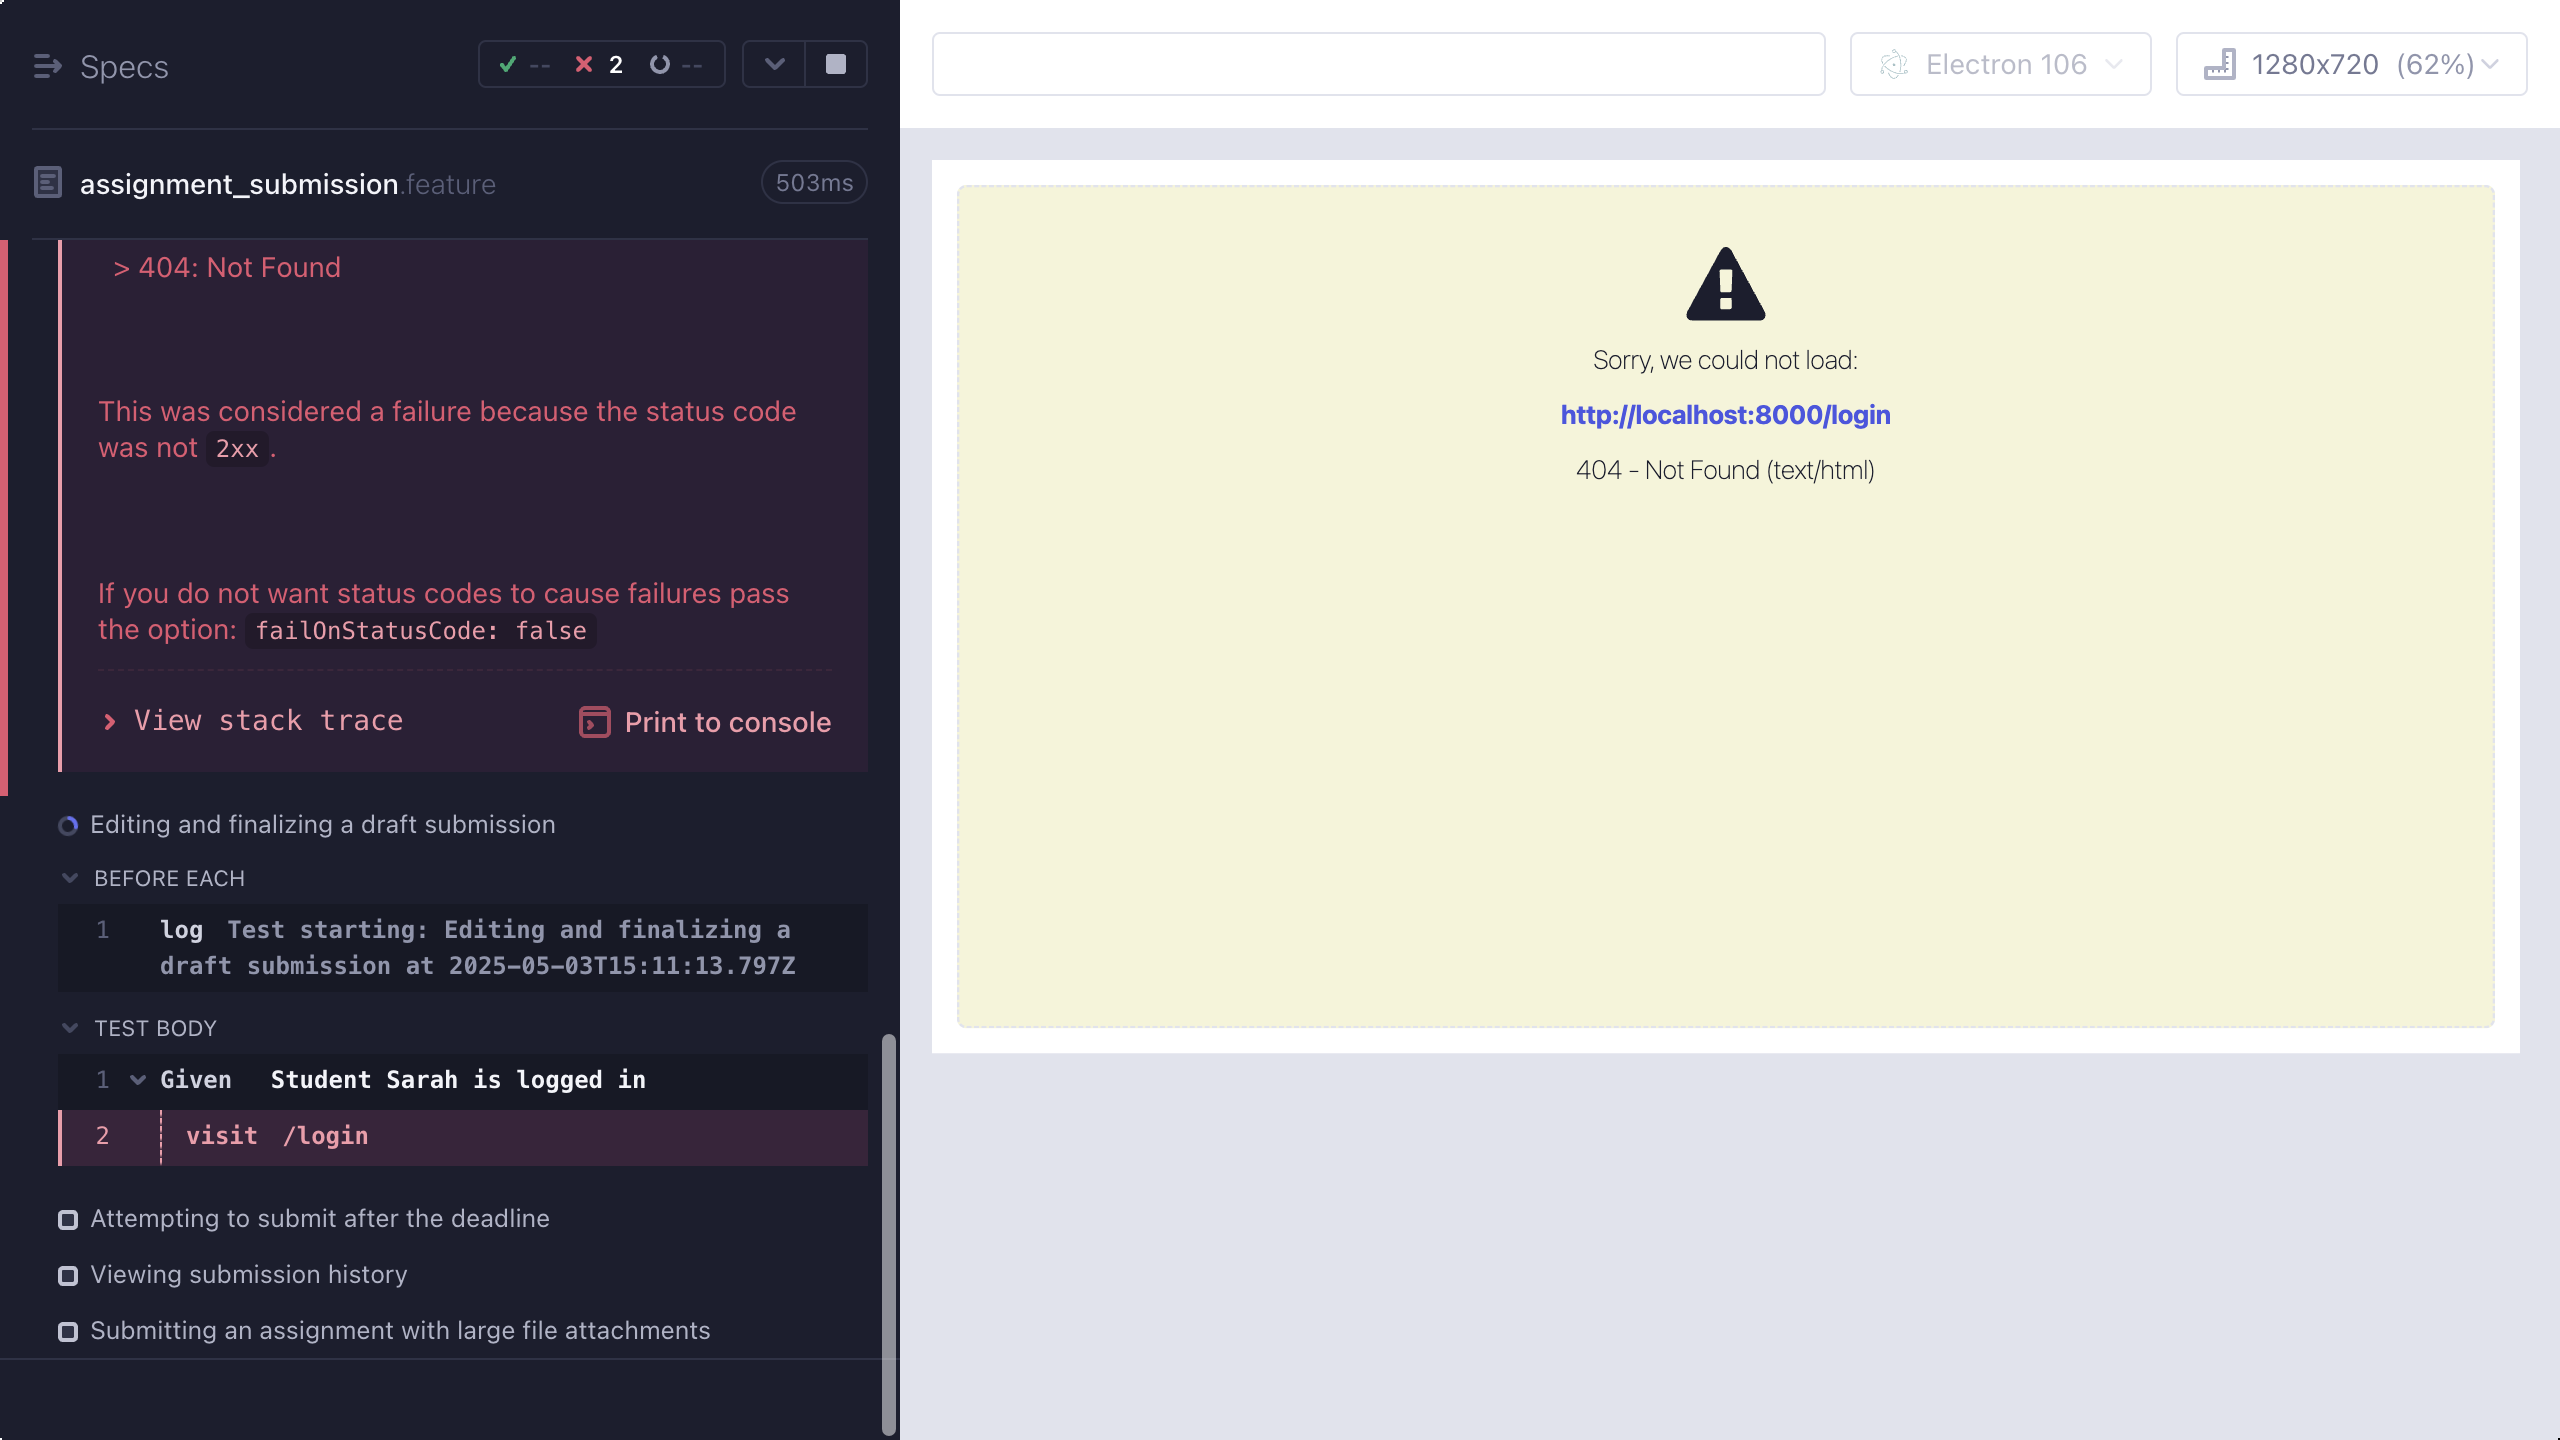 Specs
-- 2 --
assignment_submission.feature 503ms
> 404: Not Found
This was considered a failure because the status code
was not 2xx.
If you do not want status codes to cause failures pass
the option: failOnStatusCode: false
View stack trace Print to console
Editing and finalizing a draft submission
BEFORE EACH
1 log Test starting: Editing and finalizing a
draft submission at 2025-05-03T15:11:13.797Z
TEST BODY
1 Given Student Sarah is logged in
2 visit /login
Attempting to submit after the deadline
Viewing submission history
Submitting an assignment with large file attachments
Electron 106
1280x720 (62%)
Sorry, we could not load:
http://localhost:8000/login
404 - Not Found (text/html)